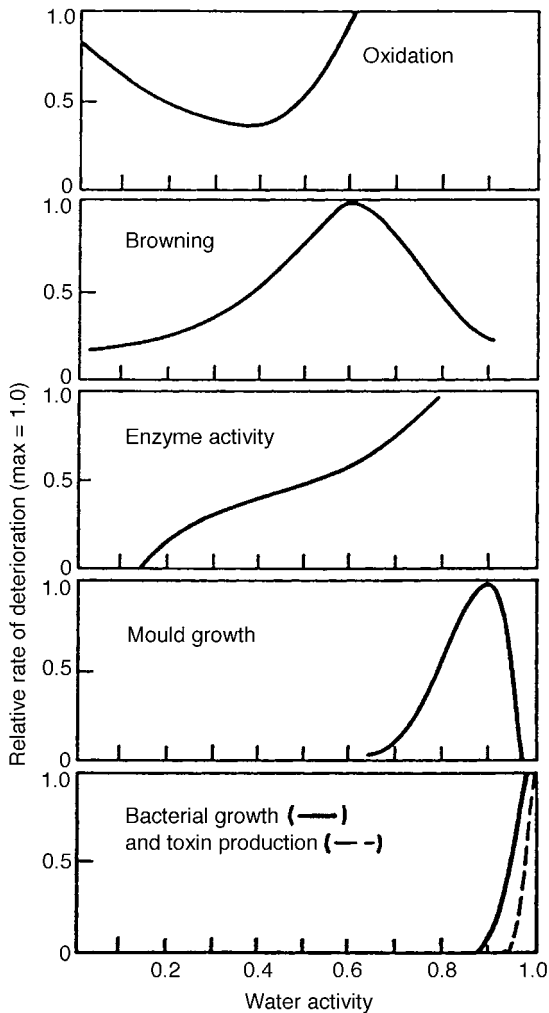 Relative rate of deterioration (max = 1.0)
1.0
Oxidation
0.5
0
1.0
Browning
0.5
0
1.0
Enzyme activity
0.5
0
1.0
Mould growth
0.5
0
1.0
Bacterial growth (——)
and toxin production (— –)
0.5
0
0.2 0.4 0.6 0.8 1.0
Water activity